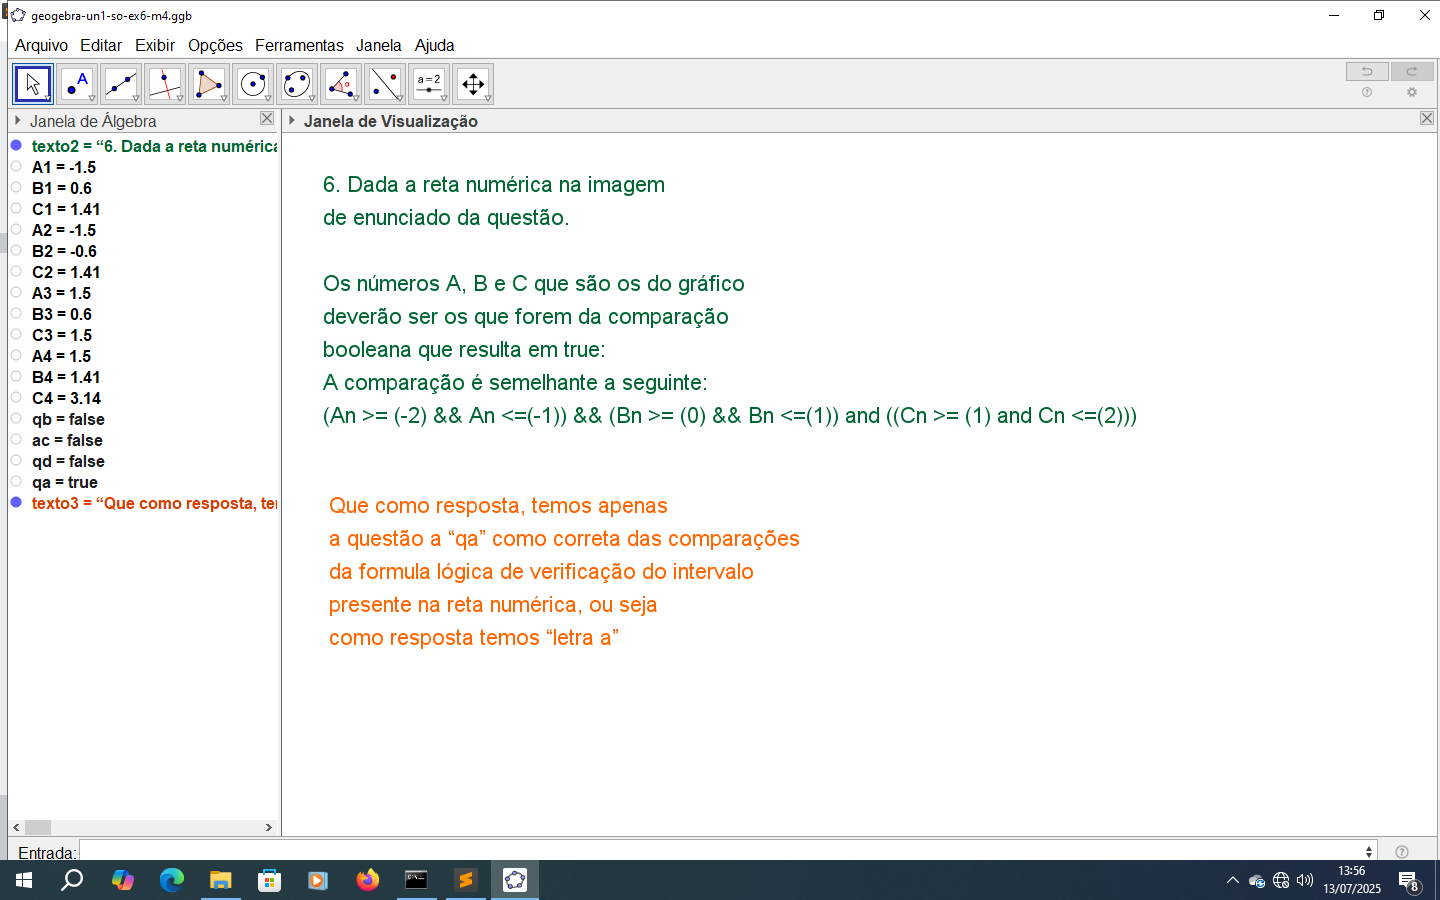 geogebra-un1-so-ex6-m4.ggb
Arquivo Editar Exibir Opções Ferramentas Janela Ajuda
A
α
a=2
Janela de Álgebra
Janela de Visualização
texto2 = “6. Dada a reta numérica
A1 = -1.5
B1 = 0.6
C1 = 1.41
A2 = -1.5
B2 = -0.6
C2 = 1.41
A3 = 1.5
B3 = 0.6
C3 = 1.5
A4 = 1.5
B4 = 1.41
C4 = 3.14
qb = false
ac = false
qd = false
qa = true
texto3 = “Que como resposta, ter
6. Dada a reta numérica na imagem
de enunciado da questão.
Os números A, B e C que são os do gráfico
deverão ser os que forem da comparação
booleana que resulta em true:
A comparação é semelhante a seguinte:
(An >= (-2) && An <=(-1)) && (Bn >= (0) && Bn <=(1)) and ((Cn >= (1) and Cn <=(2)))
Que como resposta, temos apenas
a questão a “qa” como correta das comparações
da formula lógica de verificação do intervalo
presente na reta numérica, ou seja
como resposta temos “letra a”
Entrada:
13:56
13/07/2025
8